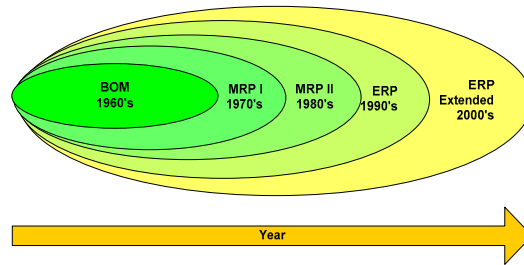 BOM
1960's
MRP I
1970's
MRP II
1980's
ERP
1990's
ERP
Extended
2000's
Year